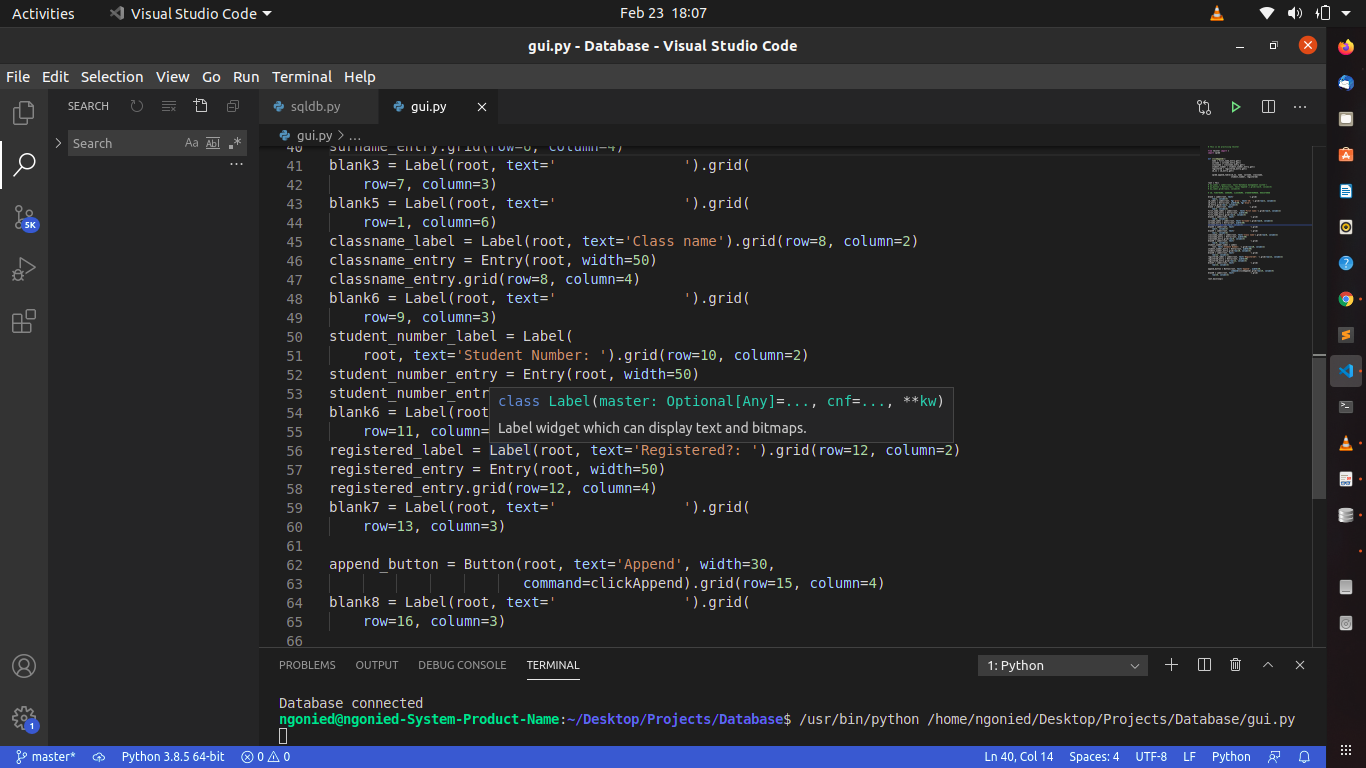 Activities
Visual Studio Code
Feb 23 18:07
gui.py - Database - Visual Studio Code
File Edit Selection View Go Run Terminal Help
SEARCH
sqldb.py
gui.py
Search
Aa
Abl
gui.py > ...
40 surname_entry.grid(row=6, column=4)
41 blank3 = Label(root, text='               ').grid(
42     row=7, column=3)
43 blank5 = Label(root, text='               ').grid(
44     row=1, column=6)
45 classname_label = Label(root, text='Class name').grid(row=8, column=2)
46 classname_entry = Entry(root, width=50)
47 classname_entry.grid(row=8, column=4)
48 blank6 = Label(root, text='               ').grid(
49     row=9, column=3)
50 student_number_label = Label(
51     root, text='Student Number: ').grid(row=10, column=2)
52 student_number_entry = Entry(root, width=50)
53 student_number_entr
class Label(master: Optional[Any]=..., cnf=..., **kw)
54 blank6 = Label(root
Label widget which can display text and bitmaps.
55     row=11, column=
56 registered_label = Label(root, text='Registered?: ').grid(row=12, column=2)
57 registered_entry = Entry(root, width=50)
58 registered_entry.grid(row=12, column=4)
59 blank7 = Label(root, text='               ').grid(
60     row=13, column=3)
61
62 append_button = Button(root, text='Append', width=30,
63                        command=clickAppend).grid(row=15, column=4)
64 blank8 = Label(root, text='               ').grid(
65     row=16, column=3)
66
5K
1
PROBLEMS OUTPUT DEBUG CONSOLE TERMINAL
1: Python
Database connected
ngonied@ngonied-System-Product-Name:~/Desktop/Projects/Database$ /usr/bin/python /home/ngonied/Desktop/Projects/Database/gui.py
master* Python 3.8.5 64-bit 0 0 Ln 40, Col 14 Spaces: 4 UTF-8 LF Python